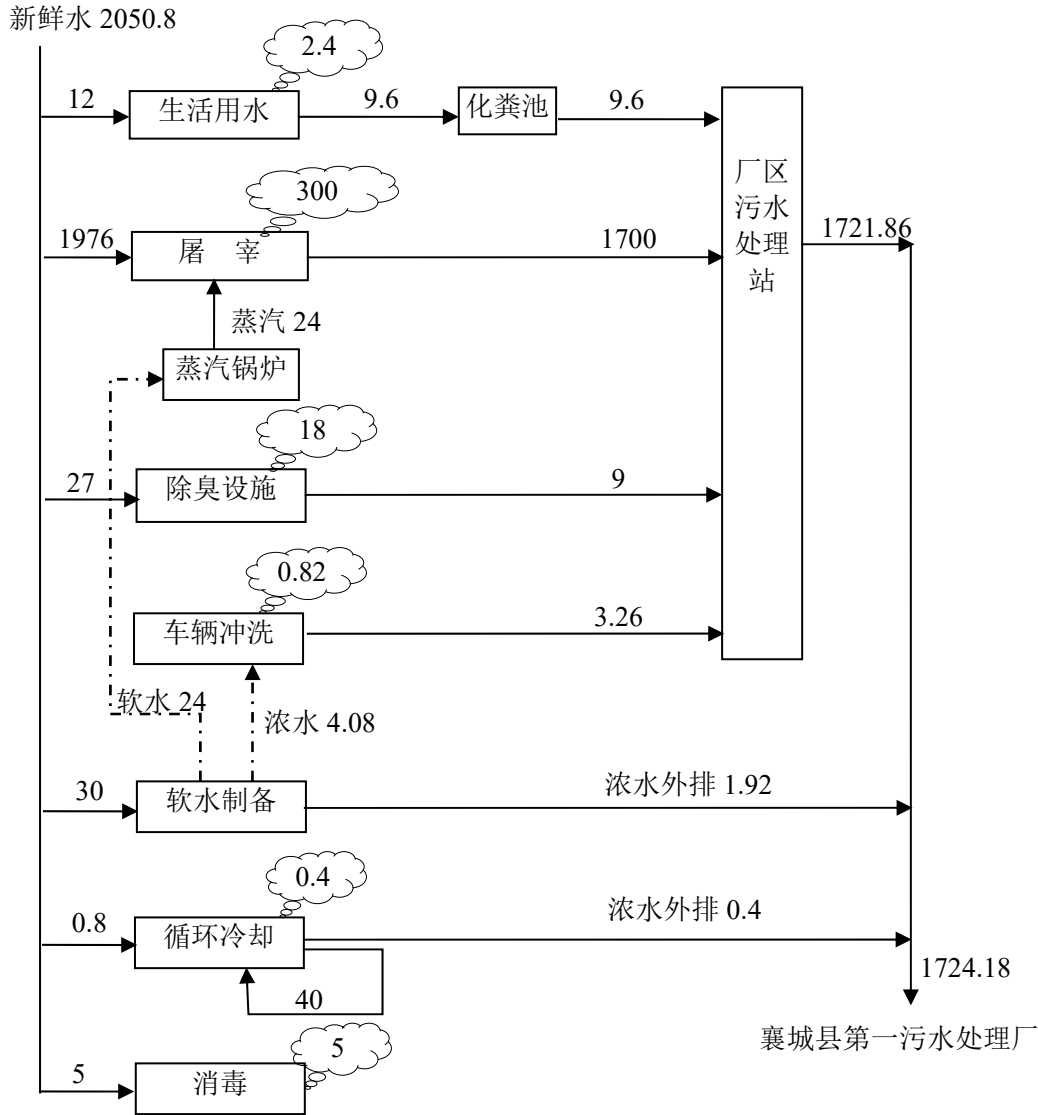 新鲜水 2050.8
2.4
12
生活用水
9.6
化粪池
9.6
300
厂区
污水
处理
站
1976
屠 宰
1700
1721.86
蒸汽 24
蒸汽锅炉
18
27
除臭设施
9
0.82
车辆冲洗
3.26
软水 24
浓水 4.08
30
软水制备
浓水外排 1.92
0.4
0.8
循环冷却
浓水外排 0.4
40
1724.18
襄城县第一污水处理厂
5
5
消毒